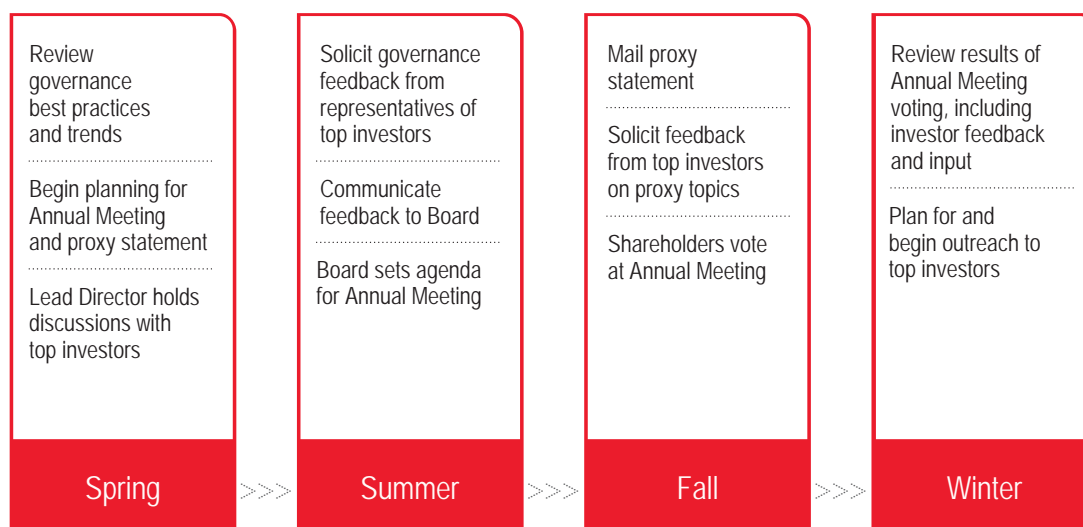 Review
governance
best practices
and trends
Begin planning for
Annual Meeting
and proxy statement
Lead Director holds
discussions with
top investors
Spring
>>>
Solicit governance
feedback from
representatives of
top investors
Communicate
feedback to Board
Board sets agenda
for Annual Meeting
Summer
>>>
Mail proxy
statement
Solicit feedback
from top investors
on proxy topics
Shareholders vote
at Annual Meeting
Fall
>>>
Review results of
Annual Meeting
voting, including
investor feedback
and input
Plan for and
begin outreach to
top investors
Winter